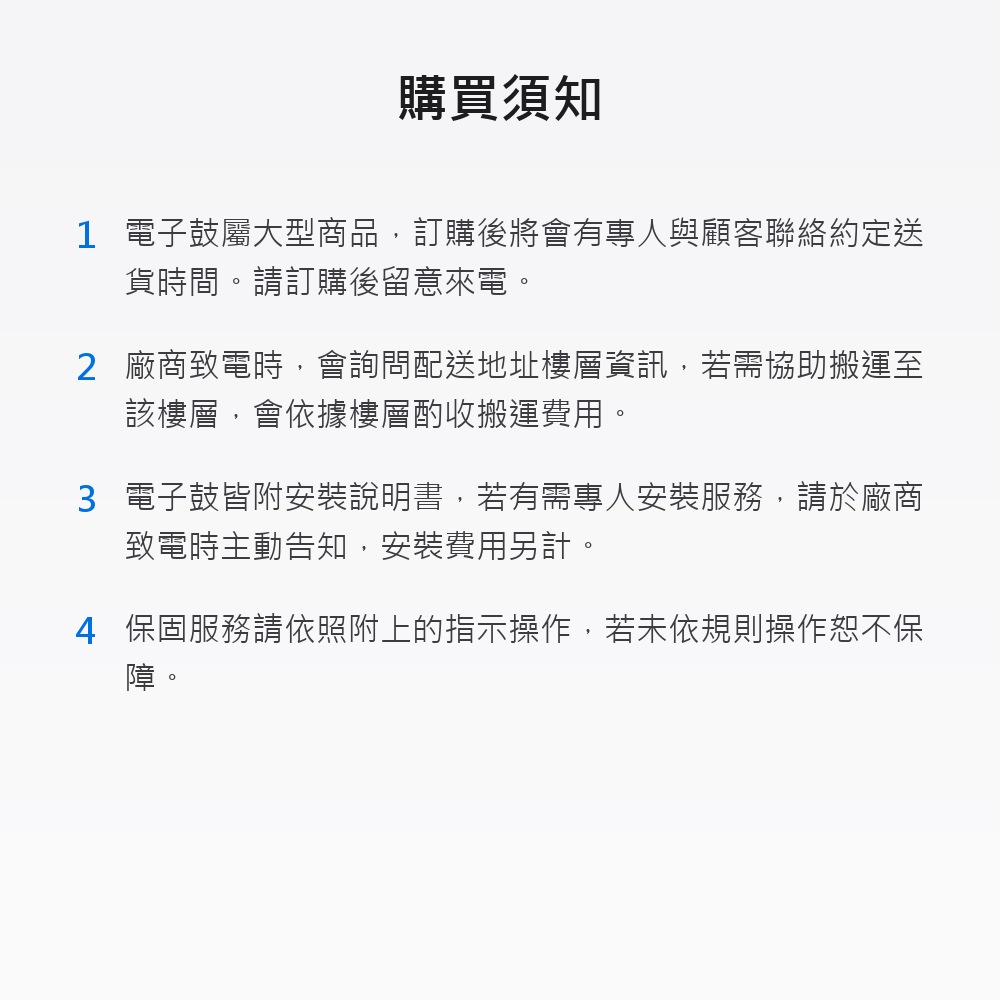 購買須知
1 電子鼓屬大型商品，訂購後將會有專人與顧客聯絡約定送
貨時間。請訂購後留意來電。
2 廠商致電時，會詢問配送地址樓層資訊，若需協助搬運至
該樓層，會依據樓層酌收搬運費用。
3 電子鼓皆附安裝說明書，若有需專人安裝服務，請於廠商
致電時主動告知，安裝費用另計。
4 保固服務請依照附上的指示操作，若未依規則操作恕不保
障。